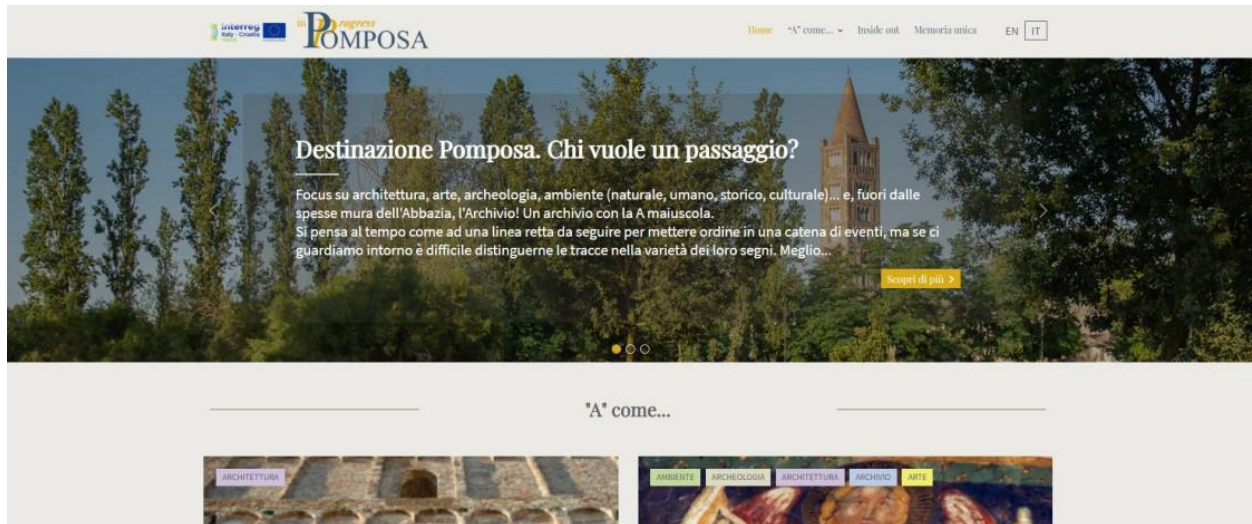 Interreg
Italy - Croatia
in Progress
POMPOSA
Home "A" come... Inside out Memoria unica EN IT
Destinazione Pomposa. Chi vuole un passaggio?
Focus su architettura, arte, archeologia, ambiente (naturale, umano, storico, culturale)... e, fuori dalle
spesse mura dell'Abbazia, l'Archivio! Un archivio con la A maiuscola.
Si pensa al tempo come ad una linea retta da seguire per mettere ordine in una catena di eventi, ma se ci
guardiamo intorno è difficile distinguerne le tracce nella varietà dei loro segni. Meglio...
Scopri di più >
"A" come...
ARCHITETTURA
AMBIENTE ARCHEOLOGIA ARCHITETTURA ARCHIVIO ARTE